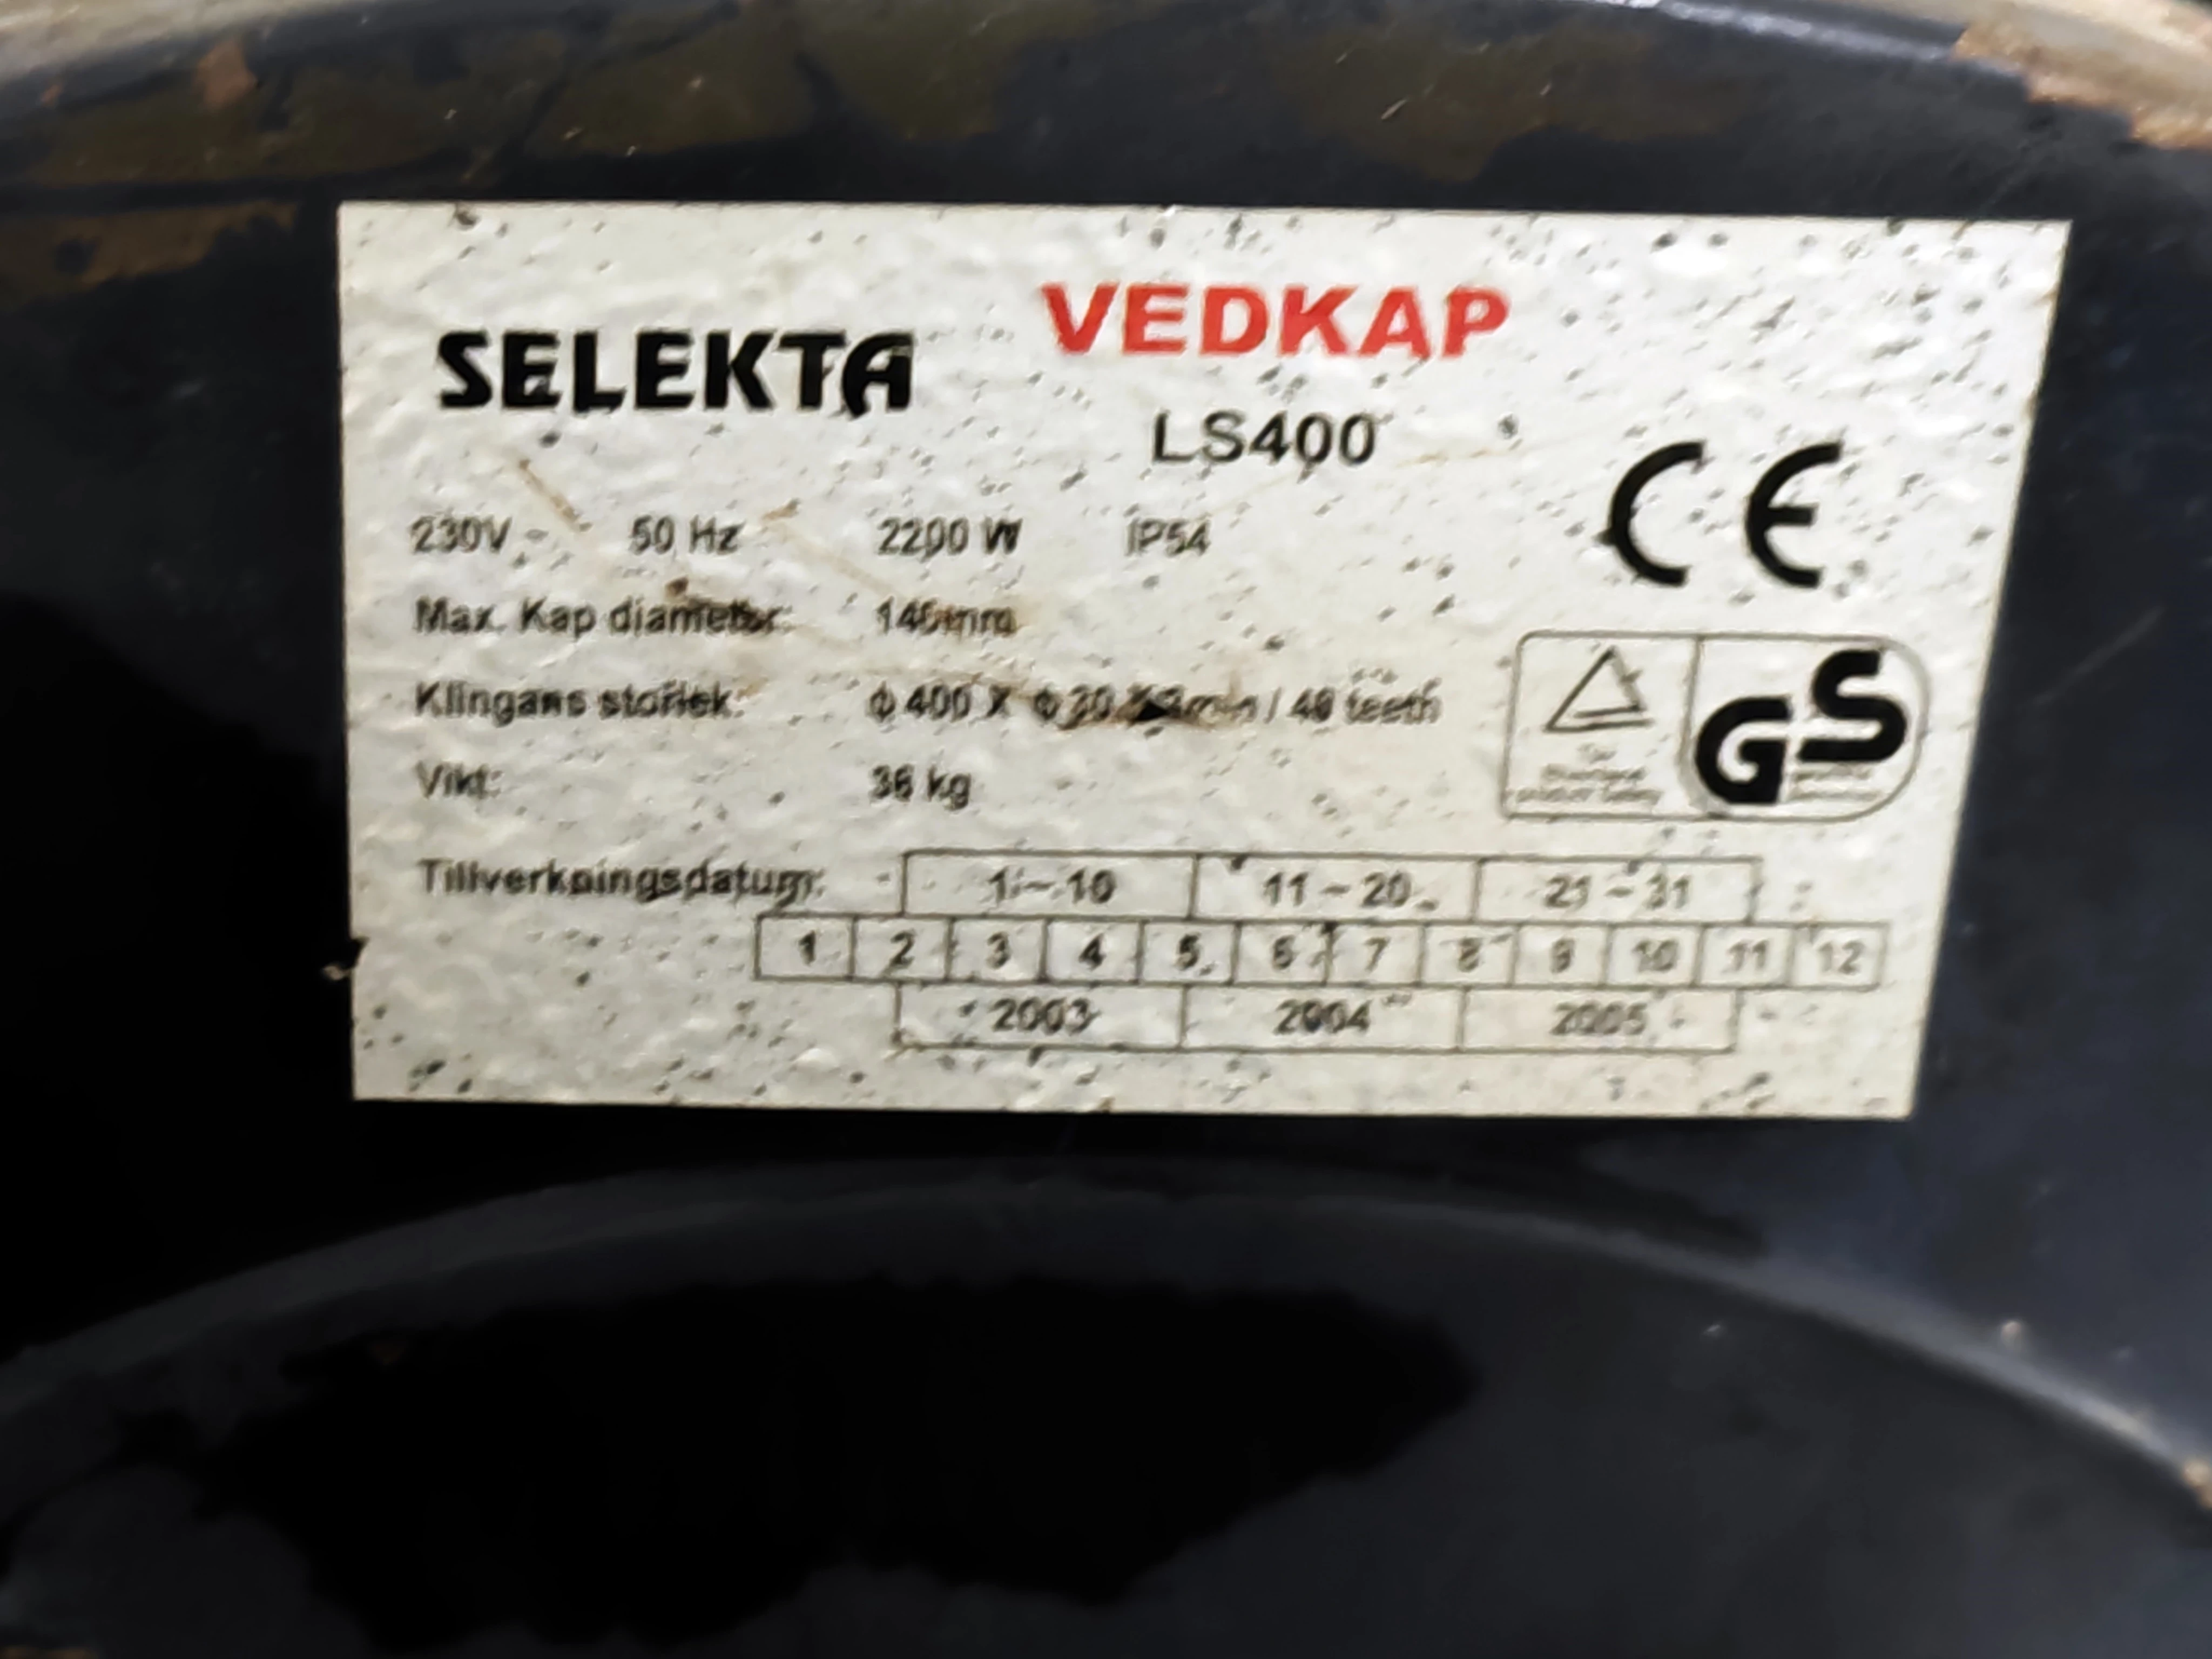 SELEKTA
VEDKAP
LS400
CE
230V ~ 50 Hz 2200 W IP54
Max. Kap diameter: 140mm
Klingans storlek: ϕ 400 X / 40 teeth
Vikt: 36 kg
GS
Tillverkningsdatum: 1 ~ 10 11 ~ 20 21 ~ 31
1 2 3 4 5 6 7 8 9 10 11 12
2003 2004 2005